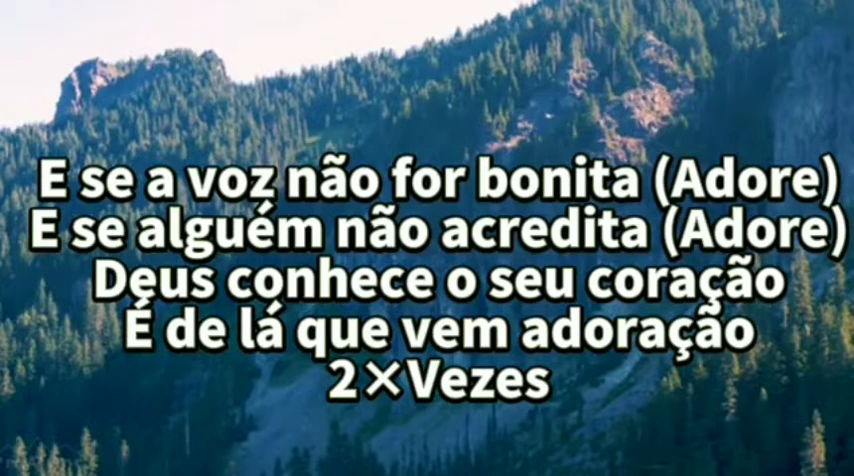 E se a voz não for bonita (Adore)
E se alguém não acredita (Adore)
Deus conhece o seu coração
É de lá que vem adoração
2×Vezes